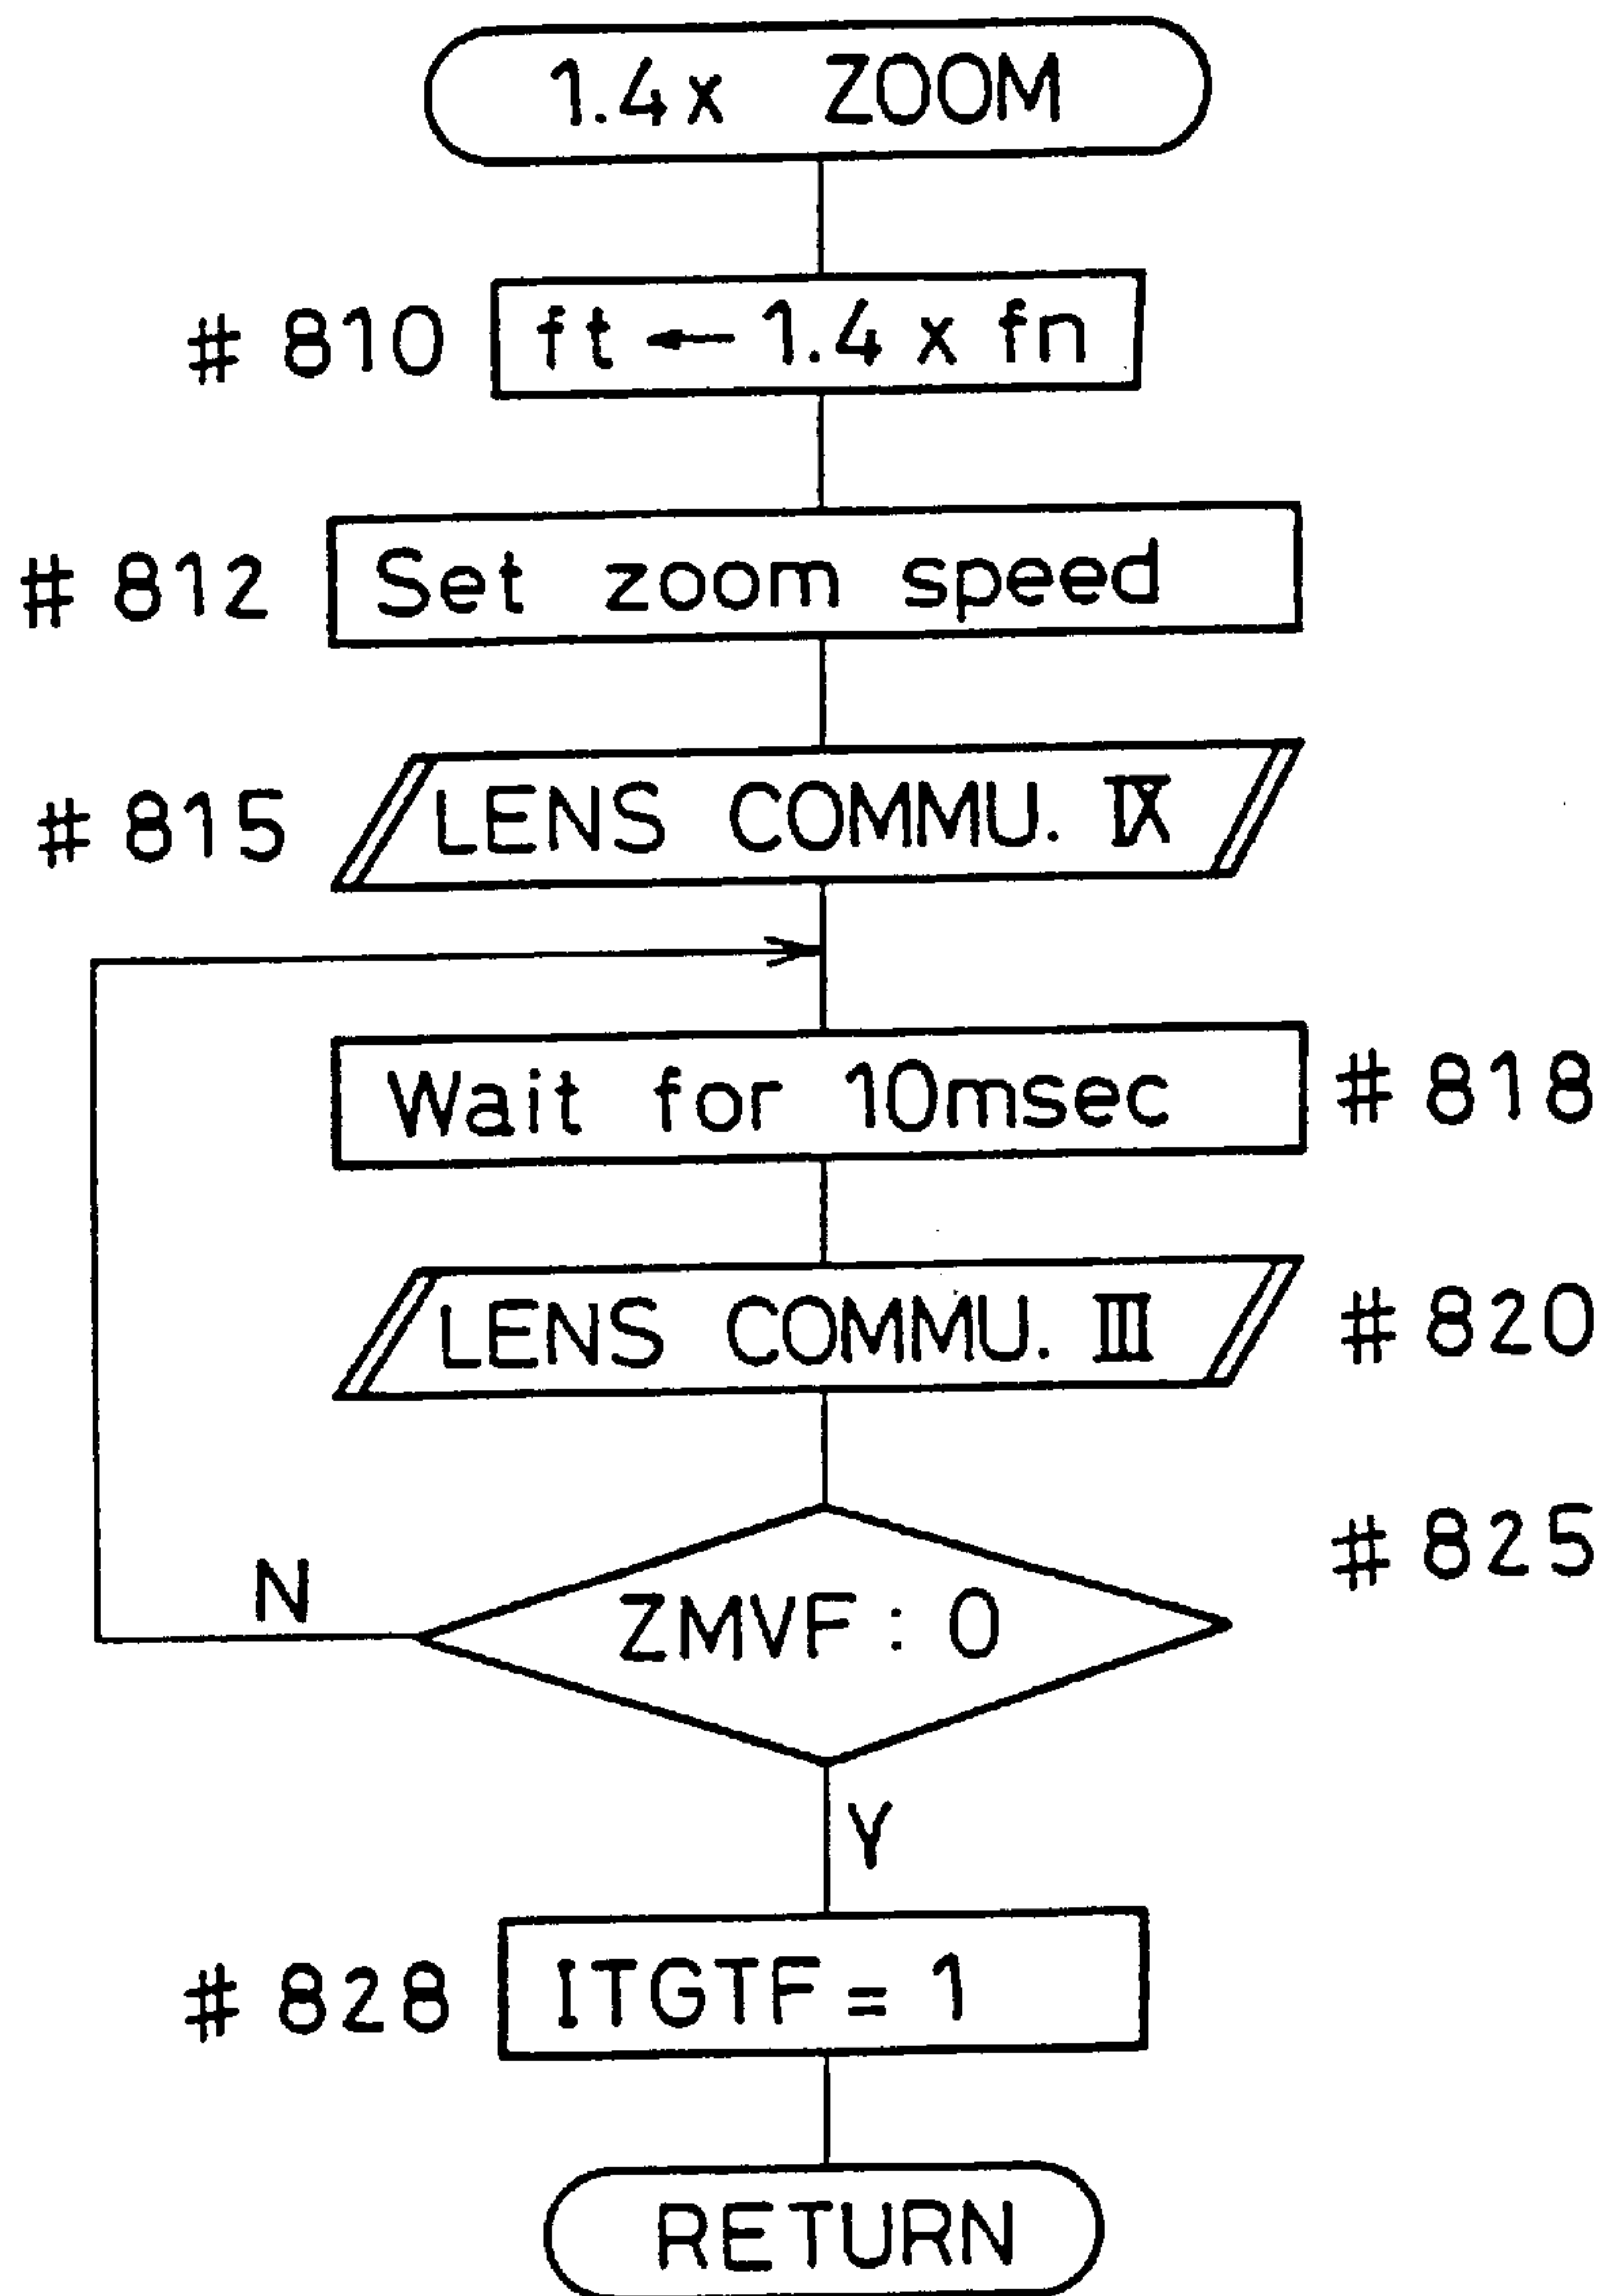 1.4x ZOOM
# 810 ft ← 1.4 x fn
# 812 Set zoom speed
# 815 LENS COMMU. IX
Wait for 10msec # 818
LENS COMMU. III # 820
# 825
N ZMVF : 0
Y
# 828 ITGTF = 1
RETURN